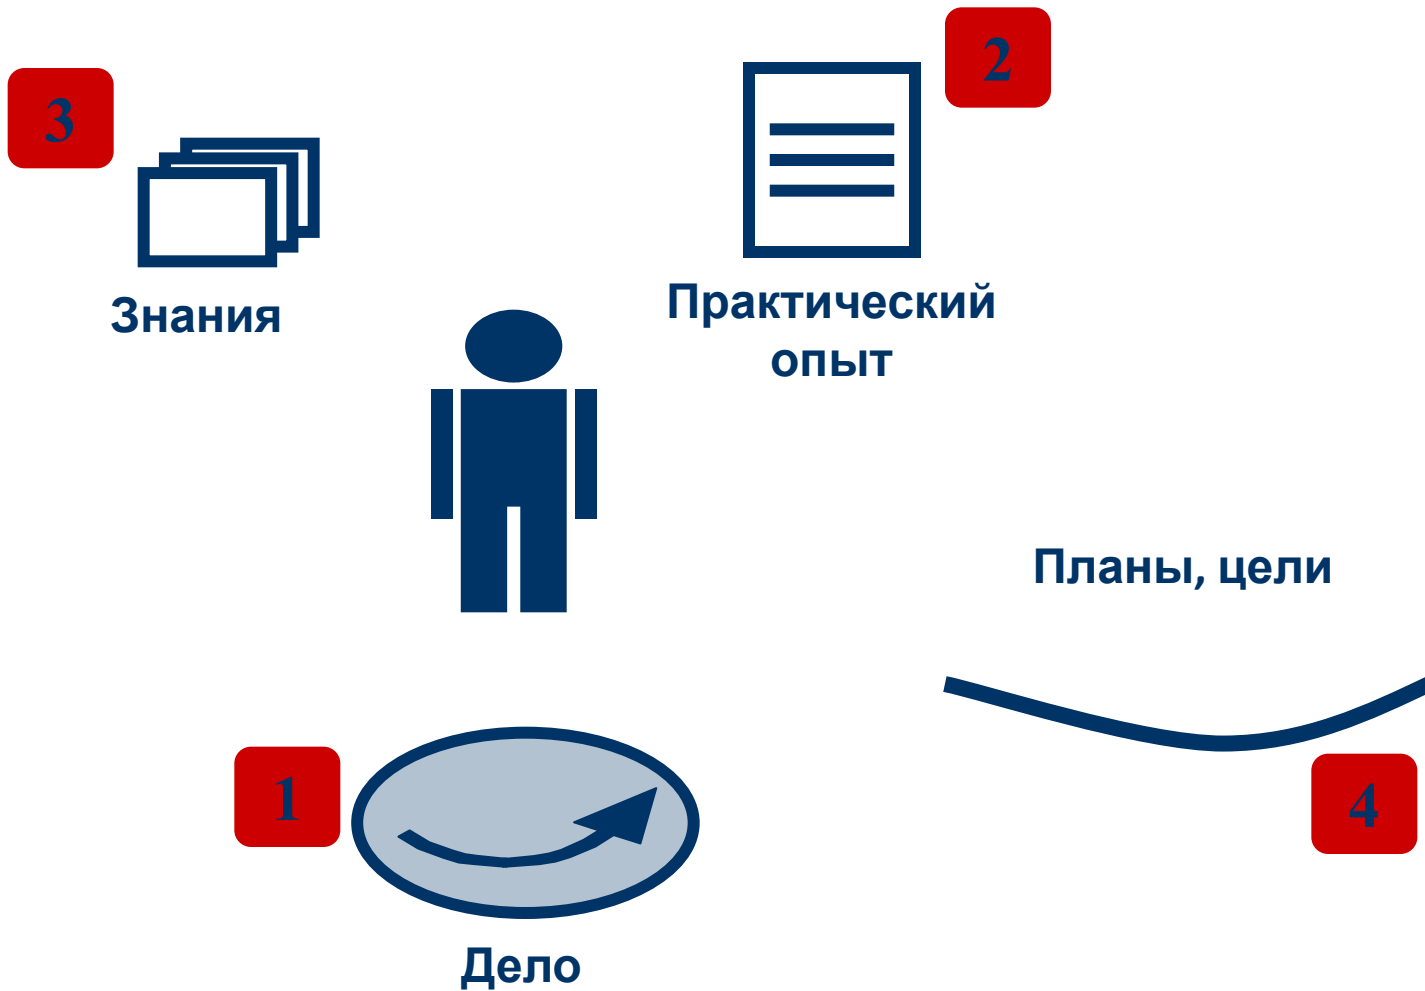 2
3
Знания
Практический
опыт
Планы, цели
1
4
Дело